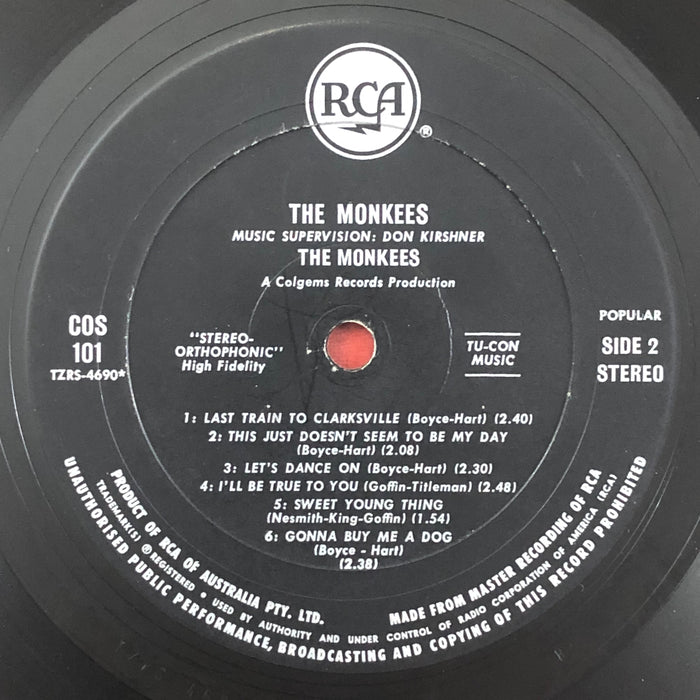 RCA
®
THE MONKEES
MUSIC SUPERVISION: DON KIRSHNER
THE MONKEES
A Colgems Records Production
COS
101
TZRS-4690*
"STEREO-
ORTHOPHONIC"
High Fidelity
TU-CON
MUSIC
POPULAR
SIDE 2
STEREO
1: LAST TRAIN TO CLARKSVILLE (Boyce-Hart) (2.40)
2: THIS JUST DOESN'T SEEM TO BE MY DAY
(Boyce-Hart) (2.08)
3: LET'S DANCE ON (Boyce-Hart) (2.30)
4: I'LL BE TRUE TO YOU (Goffin-Titleman) (2.48)
5: SWEET YOUNG THING
(Nesmith-King-Goffin) (1.54)
6: GONNA BUY ME A DOG
(Boyce - Hart)
(2.38)
PRODUCT OF RCA OF AUSTRALIA PTY. LTD. MADE FROM MASTER RECORDING OF RCA
TRADEMARK(S) ® REGISTERED • USED BY AUTHORITY AND UNDER CONTROL OF RADIO CORPORATION OF AMERICA (RCA)
UNAUTHORISED PUBLIC PERFORMANCE, BROADCASTING AND COPYING OF THIS RECORD PROHIBITED